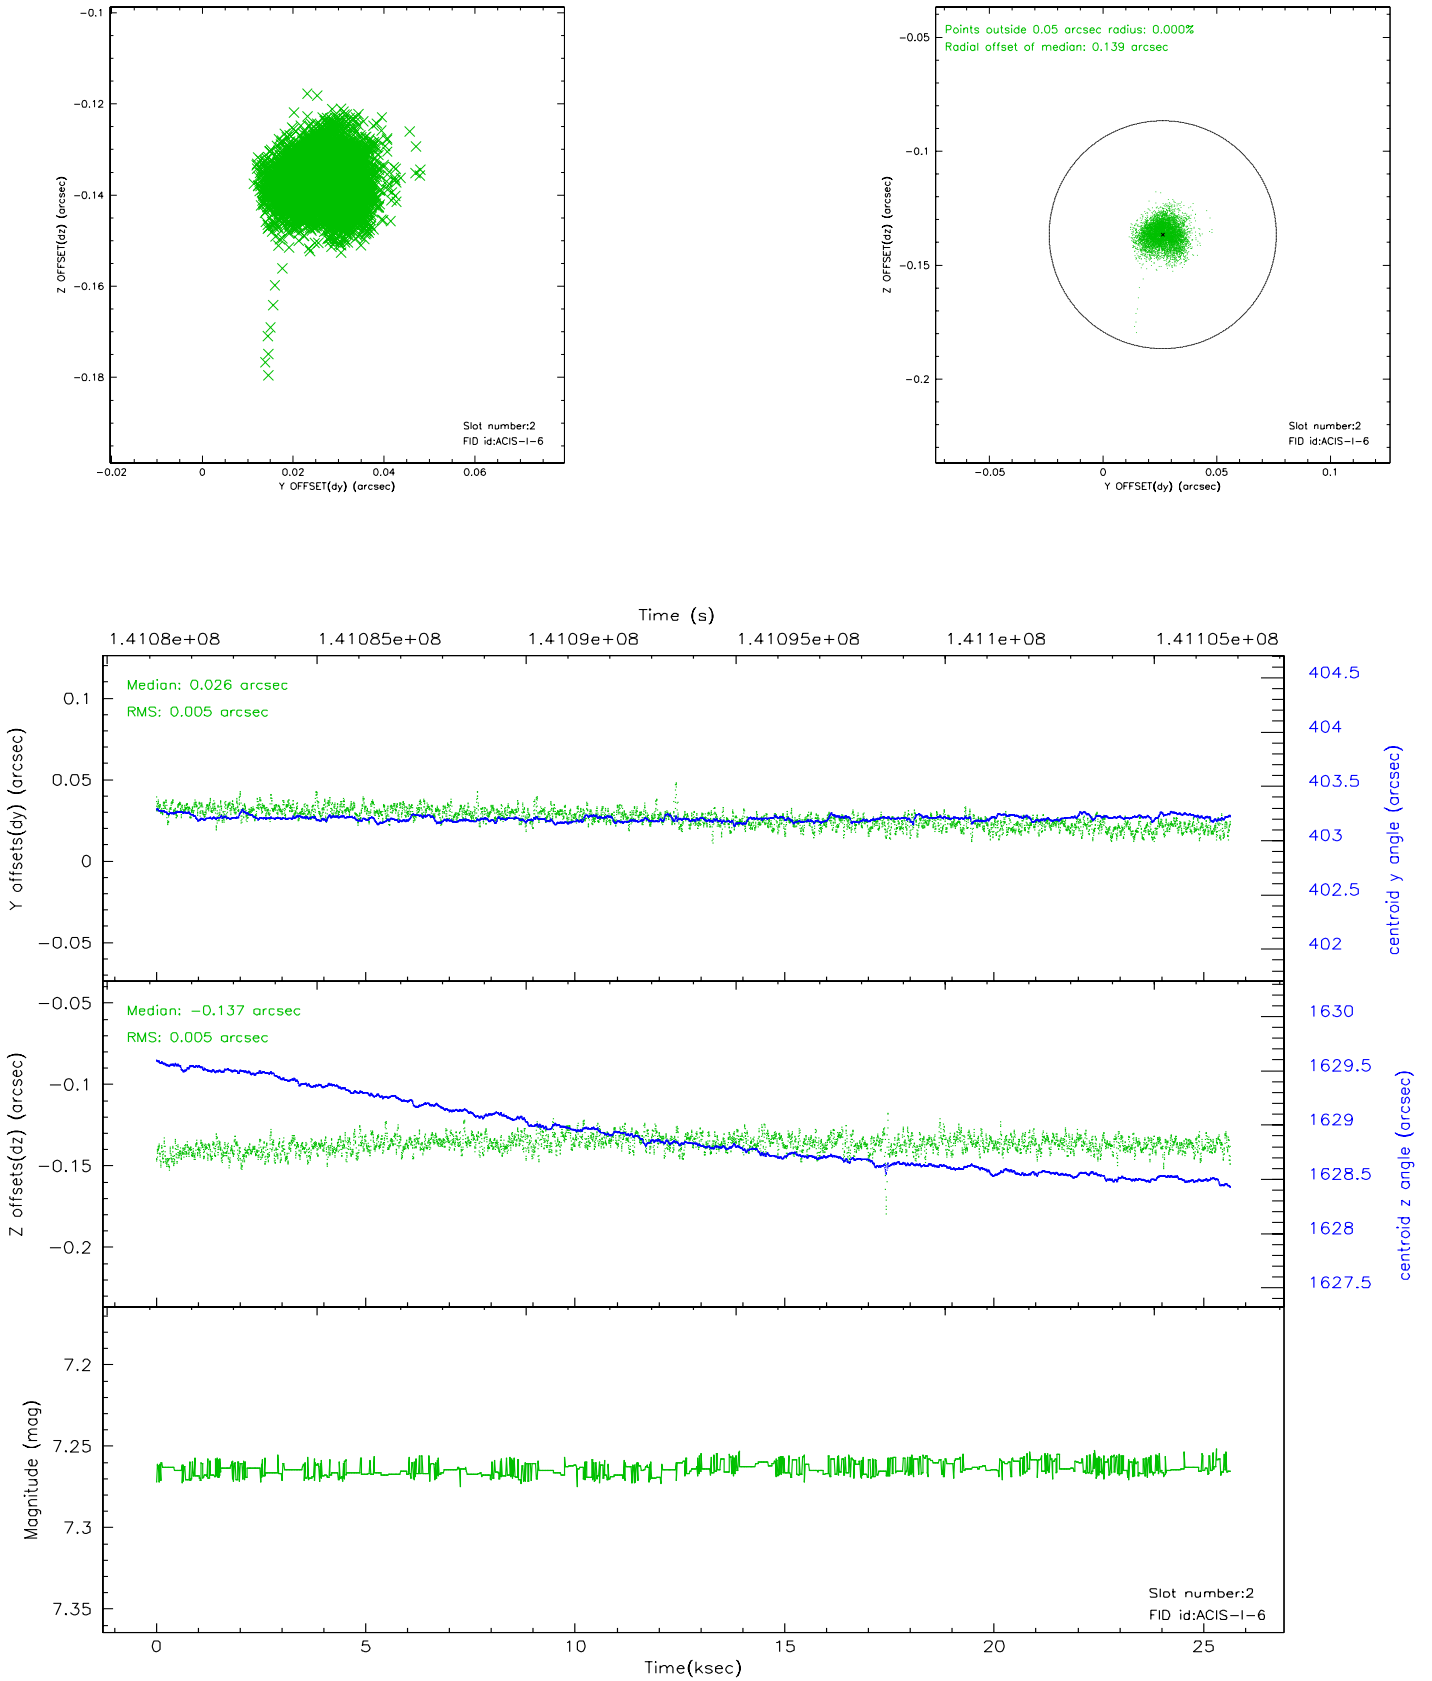 -0.1
-0.12
-0.14
-0.16
-0.18
Z OFFSET(dz) (arcsec)
Slot number:2
FID id:ACIS-I-6
-0.02 0 0.02 0.04 0.06
Y OFFSET(dy) (arcsec)
Points outside 0.05 arcsec radius: 0.000%
Radial offset of median: 0.139 arcsec
-0.05
-0.1
-0.15
-0.2
Z OFFSET(dz) (arcsec)
Slot number:2
FID id:ACIS-I-6
-0.05 0 0.05 0.1
Y OFFSET(dy) (arcsec)
Time (s)
1.4108e+08 1.41085e+08 1.4109e+08 1.41095e+08 1.411e+08 1.41105e+08
Median: 0.026 arcsec
RMS: 0.005 arcsec
0.1
0.05
0
-0.05
Y offsets(dy) (arcsec)
404.5
404
403.5
403
402.5
402
centroid y angle (arcsec)
Median: -0.137 arcsec
RMS: 0.005 arcsec
-0.05
-0.1
-0.15
-0.2
Z offsets(dz) (arcsec)
1630
1629.5
1629
1628.5
1628
1627.5
centroid z angle (arcsec)
7.2
7.25
7.3
7.35
Magnitude (mag)
Slot number:2
FID id:ACIS-I-6
0 5 10 15 20 25
Time(ksec)